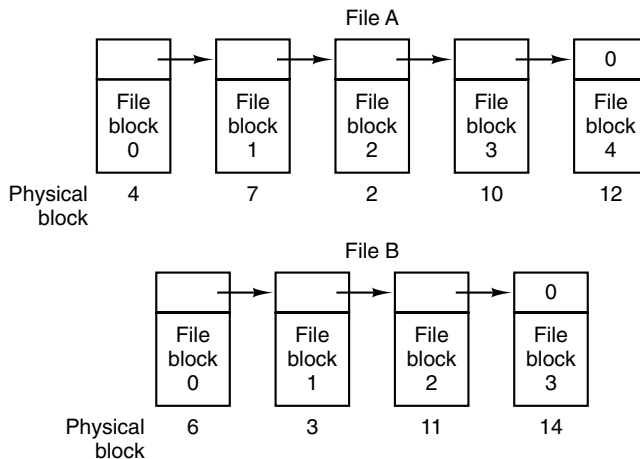 File A
0
File block 0
File block 1
File block 2
File block 3
File block 4
Physical block
4 7 2 10 12
File B
0
File block 0
File block 1
File block 2
File block 3
Physical block
6 3 11 14